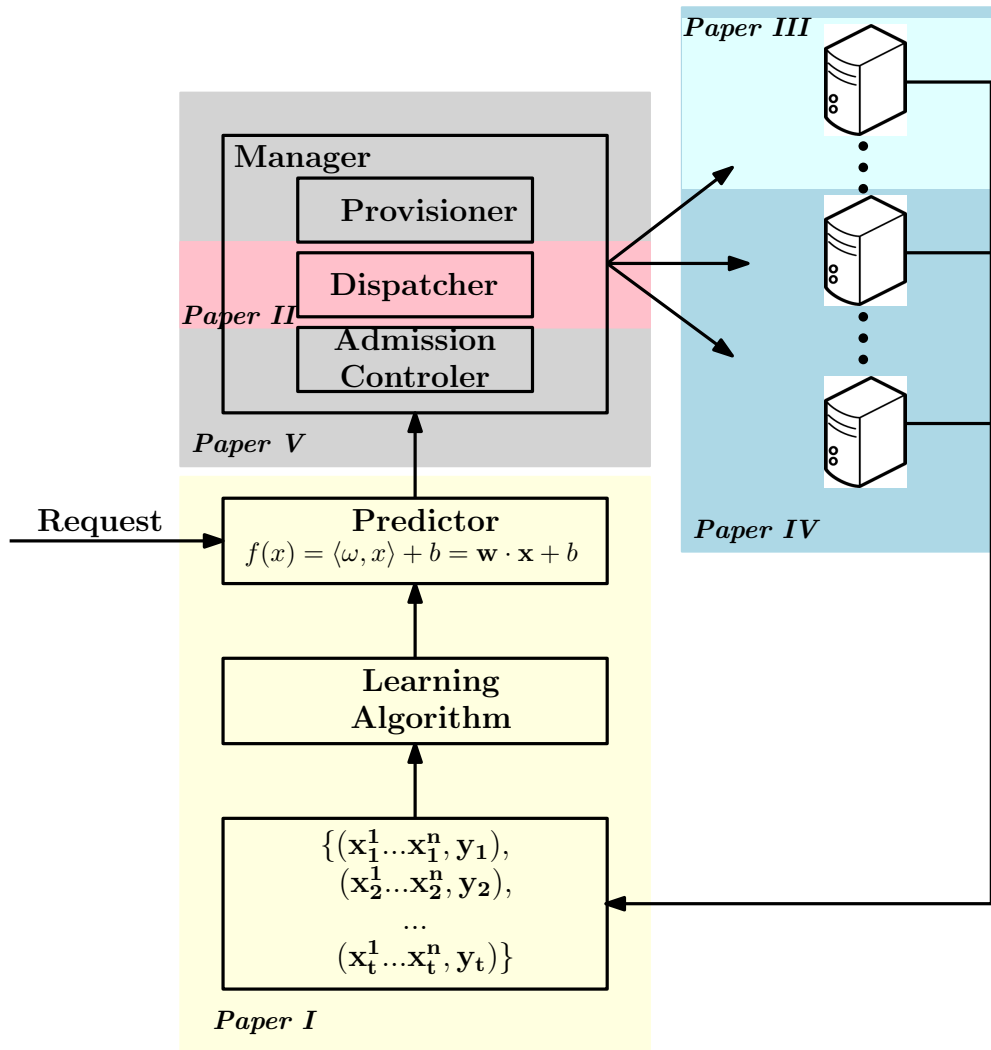 Paper III
Manager
Provisioner
Dispatcher
Paper II
Admission
Controler
Paper V
Request
Predictor
f(x) = ⟨ω, x⟩ + b = w · x + b
Paper IV
Learning
Algorithm
{(x₁¹...x₁ⁿ, y₁),
(x₂¹...x₂ⁿ, y₂),
...
(xₜ¹...xₜⁿ, yₜ)}
Paper I